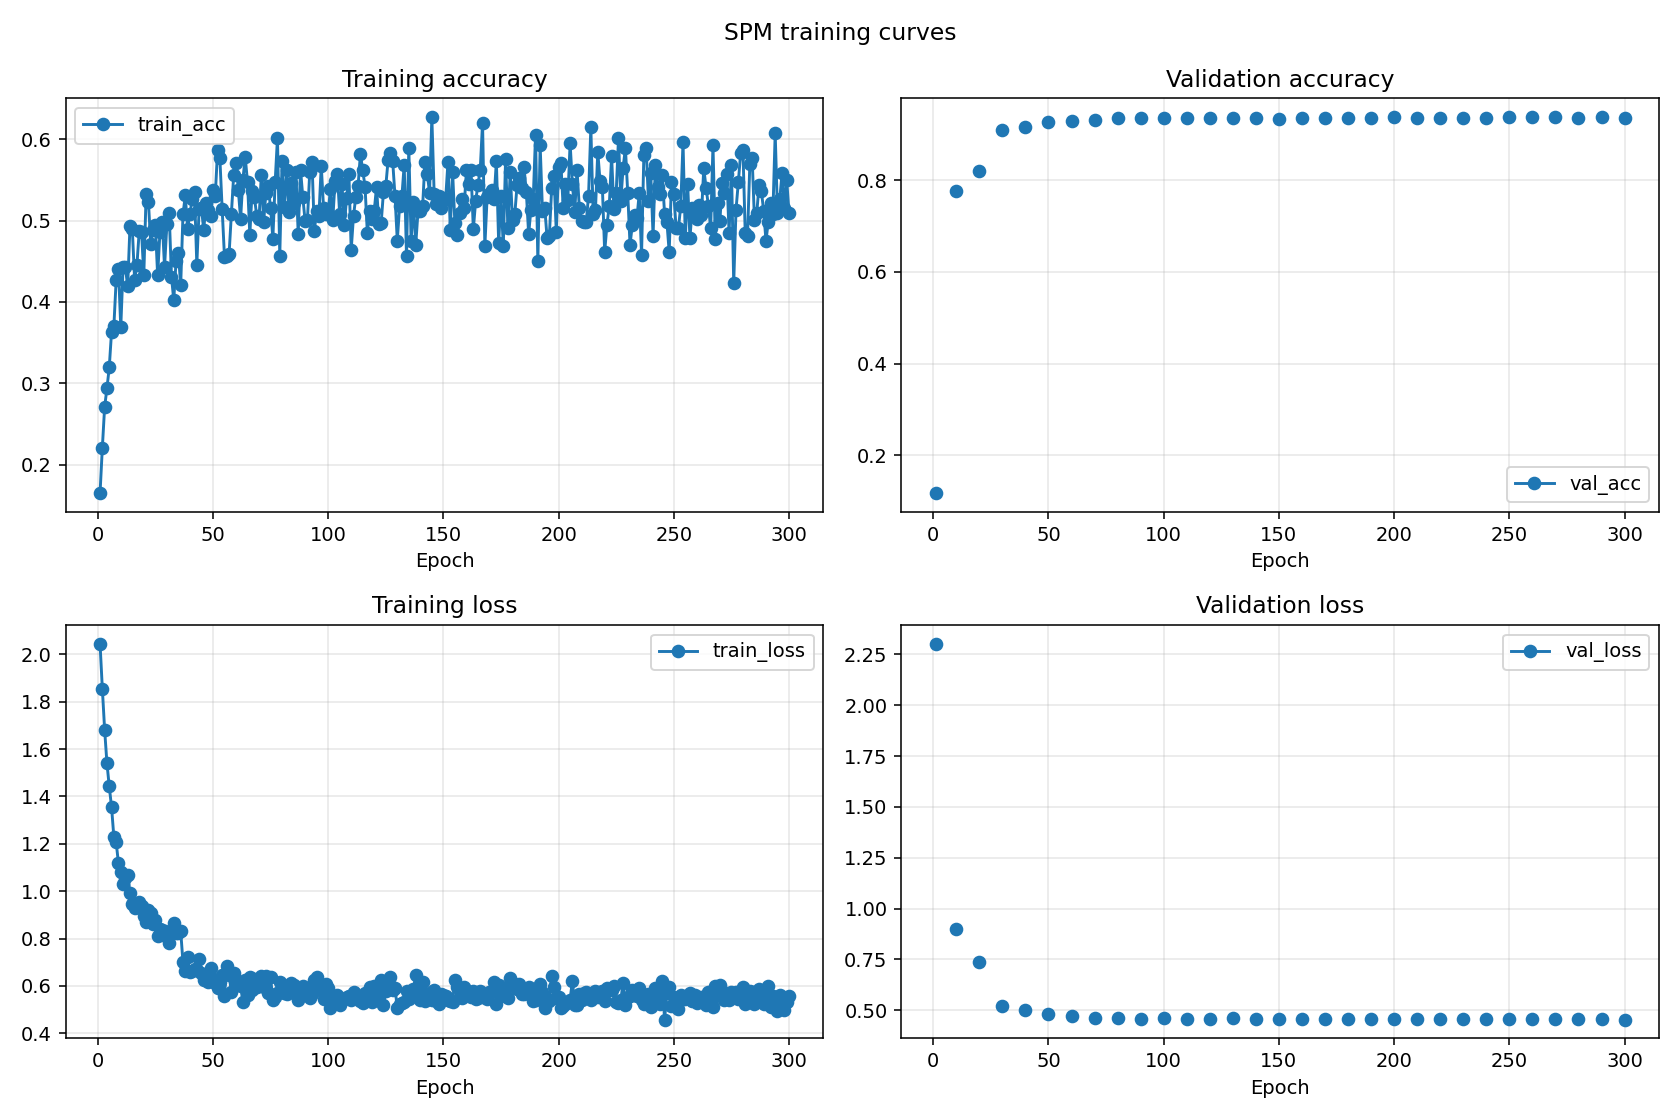 SPM training curves
Training accuracy
train_acc
0.6
0.5
0.4
0.3
0.2
0 50 100 150 200 250 300
Epoch
Validation accuracy
0.8
0.6
0.4
0.2
val_acc
0 50 100 150 200 250 300
Epoch
Training loss
train_loss
2.0
1.8
1.6
1.4
1.2
1.0
0.8
0.6
0.4
0 50 100 150 200 250 300
Epoch
Validation loss
val_loss
2.25
2.00
1.75
1.50
1.25
1.00
0.75
0.50
0 50 100 150 200 250 300
Epoch